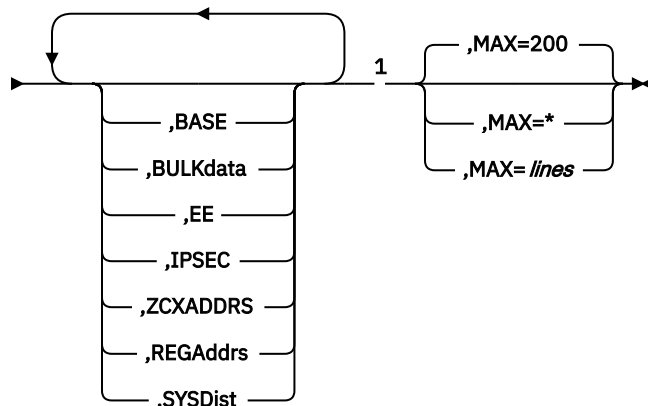 ,MAX=200
1
,BASE
,MAX=*
,BULKdata
,MAX= lines
,EE
,IPSEC
,ZCXADDRS
,REGAddrs
,SYSDist